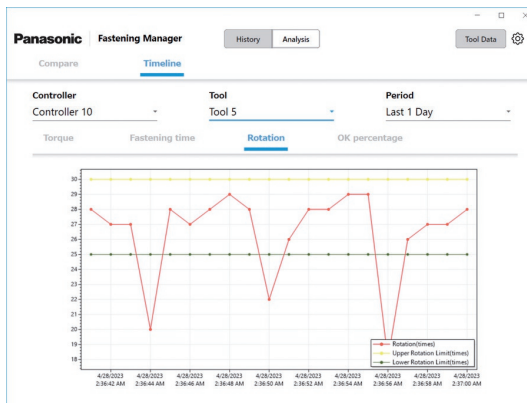 Panasonic Fastening Manager History Analysis Tool Data
Compare Timeline
Controller Tool Period
Controller 10 Tool 5 Last 1 Day
Torque Fastening time Rotation OK percentage
30
29
28
27
26
25
24
23
22
21
20
19
18
Rotation(times)
Upper Rotation Limit(times)
Lower Rotation Limit(times)
4/28/2023 4/28/2023 4/28/2023 4/28/2023 4/28/2023 4/28/2023 4/28/2023 4/28/2023 4/28/2023 4/28/2023
2:36:42 AM 2:36:44 AM 2:36:46 AM 2:36:48 AM 2:36:50 AM 2:36:52 AM 2:36:54 AM 2:36:56 AM 2:36:58 AM 2:37:00 AM